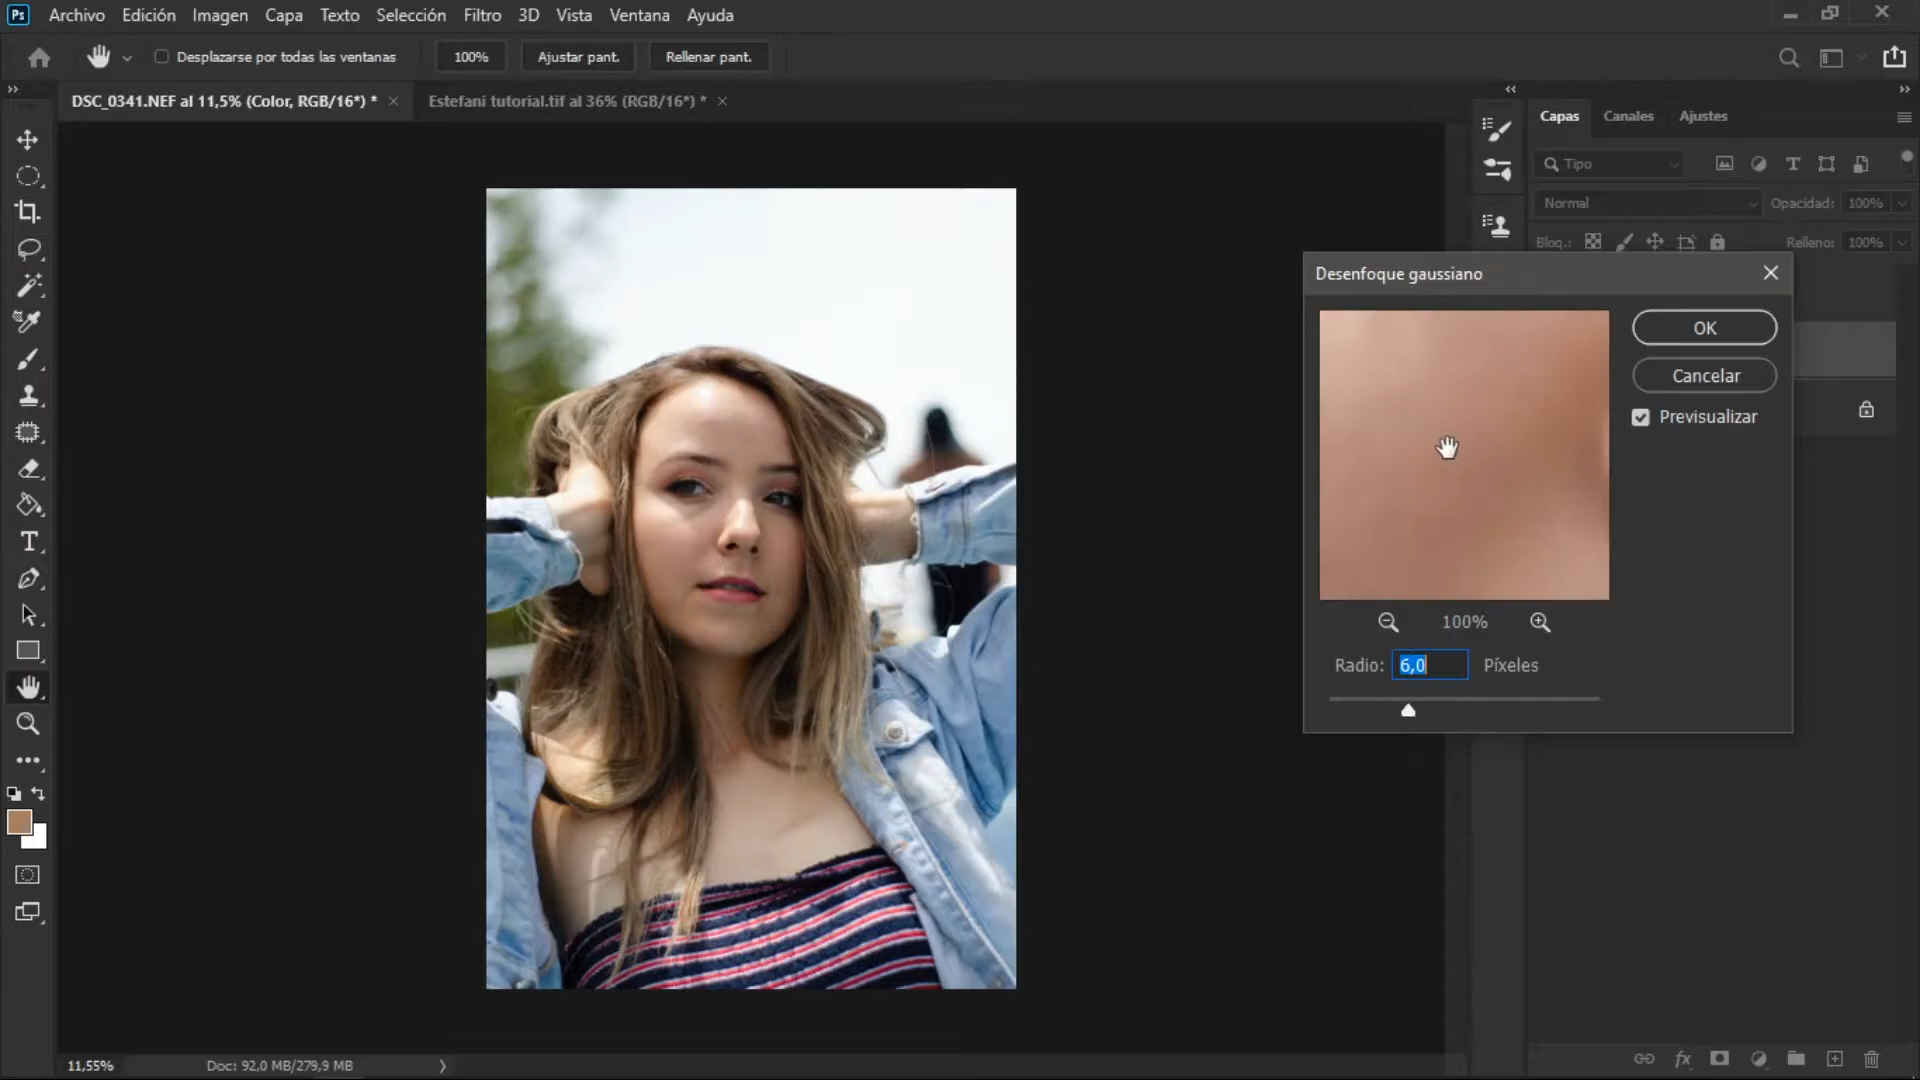 Ps Archivo Edición Imagen Capa Texto Selección Filtro 3D Vista Ventana Ayuda
Desplazarse por todas las ventanas 100% Ajustar pant. Rellenar pant.
DSC_0341.NEF al 11,5% (Color, RGB/16*) * Estefani tutorial.tif al 36% (RGB/16*) *
Capas Canales Ajustes
Tipo
Normal Opacidad: 100%
Bloq.: Relleno: 100%
Desenfoque gaussiano
OK
Cancelar
Previsualizar
100%
Radio: 6,0 Píxeles
11,55% Doc: 92,0 MB/279,9 MB